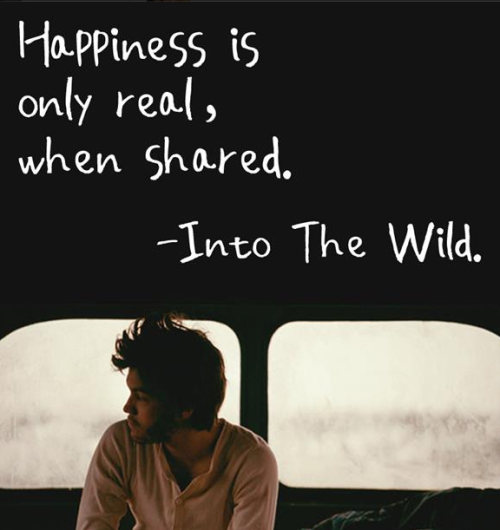 Happiness is
only real,
when shared.
-Into The Wild.